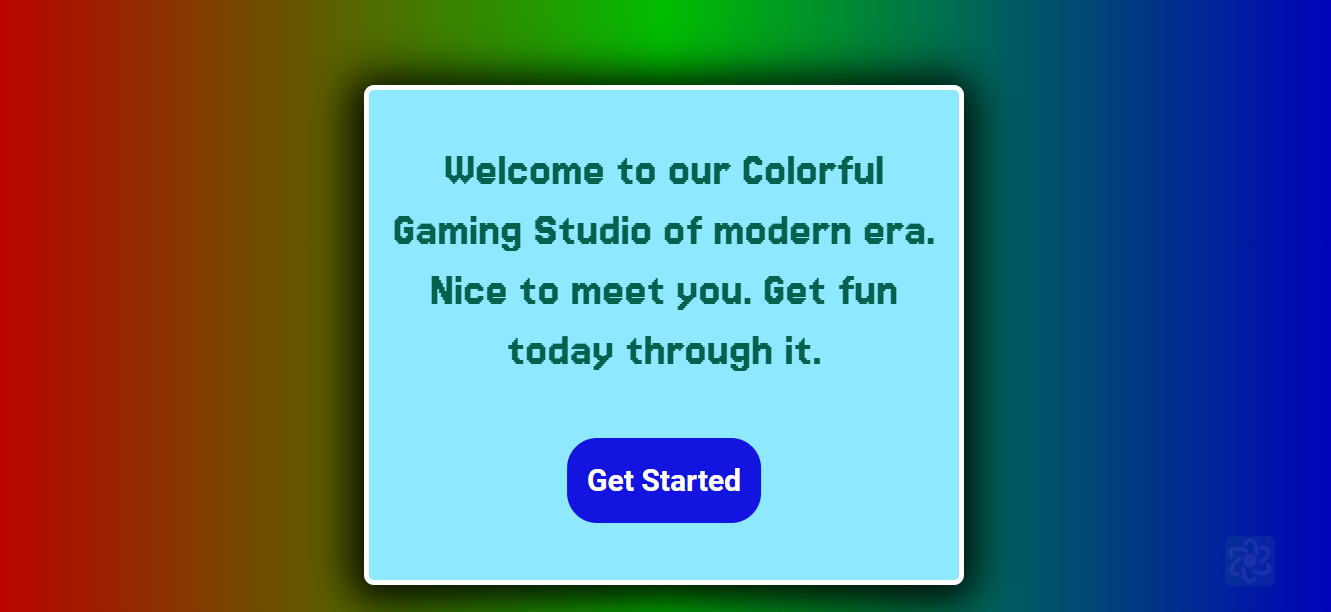 Welcome to our Colorful
Gaming Studio of modern era.
Nice to meet you. Get fun
today through it.
Get Started